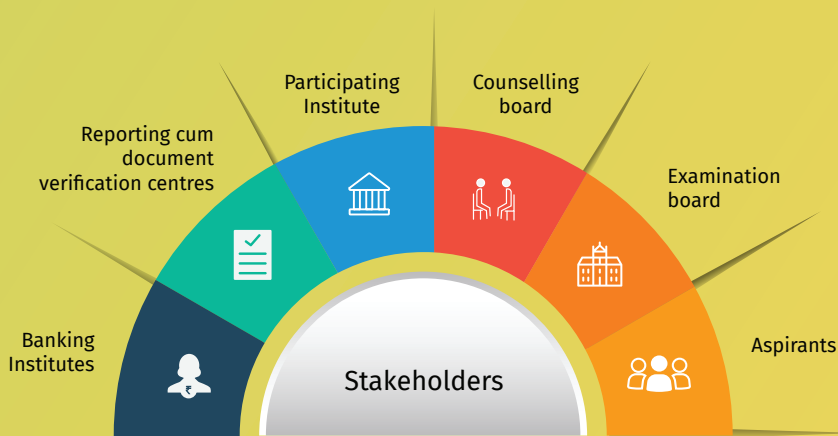 Banking
Institutes
Reporting cum
document
verification centres
Participating
Institute
Counselling
board
Examination
board
Aspirants
₹
Stakeholders